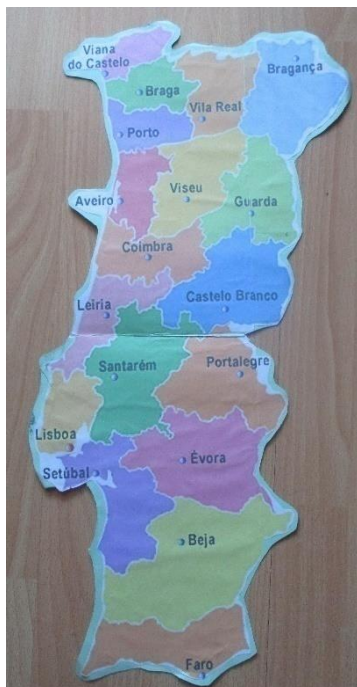 Viana
do Castelo
Bragança
Braga
Vila Real
Porto
Viseu
Aveiro
Guarda
Coimbra
Castelo Branco
Leiria
Santarém
Portalegre
Lisboa
Évora
Setúbal
Beja
Faro